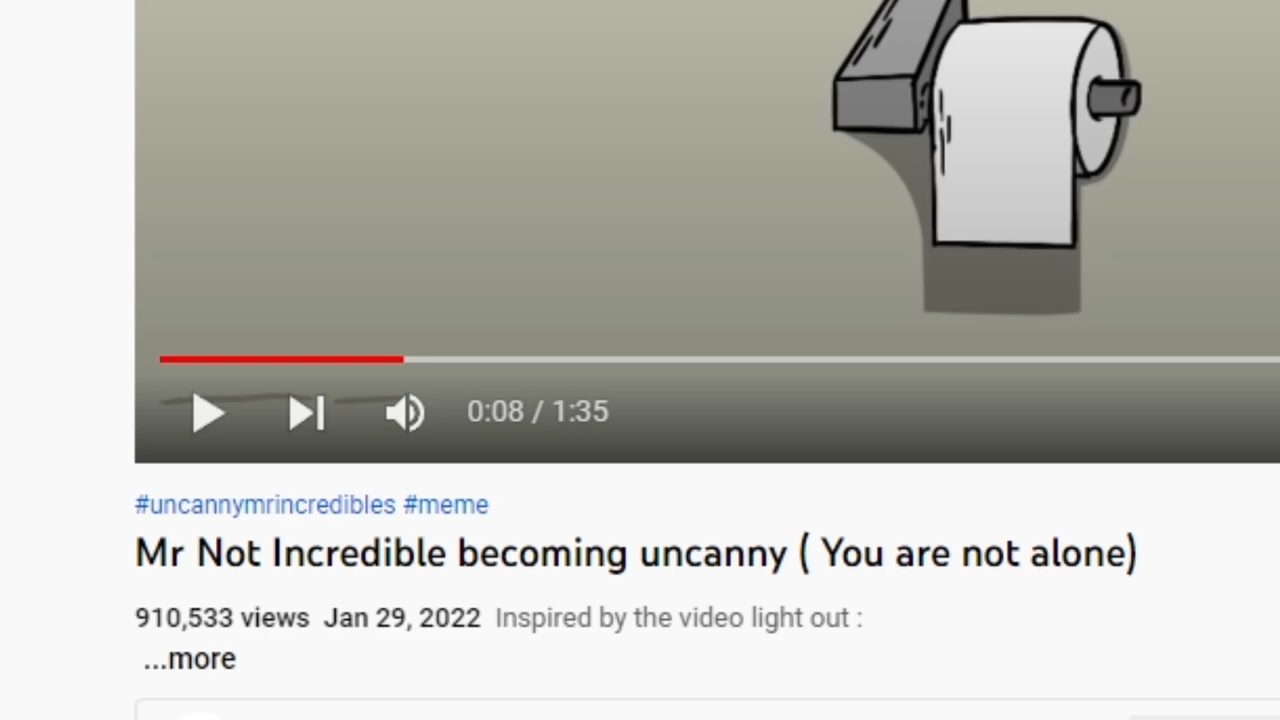 0:08 / 1:35
#uncannymrincredibles #meme
Mr Not Incredible becoming uncanny ( You are not alone)
910,533 views Jan 29, 2022 Inspired by the video light out :
...more